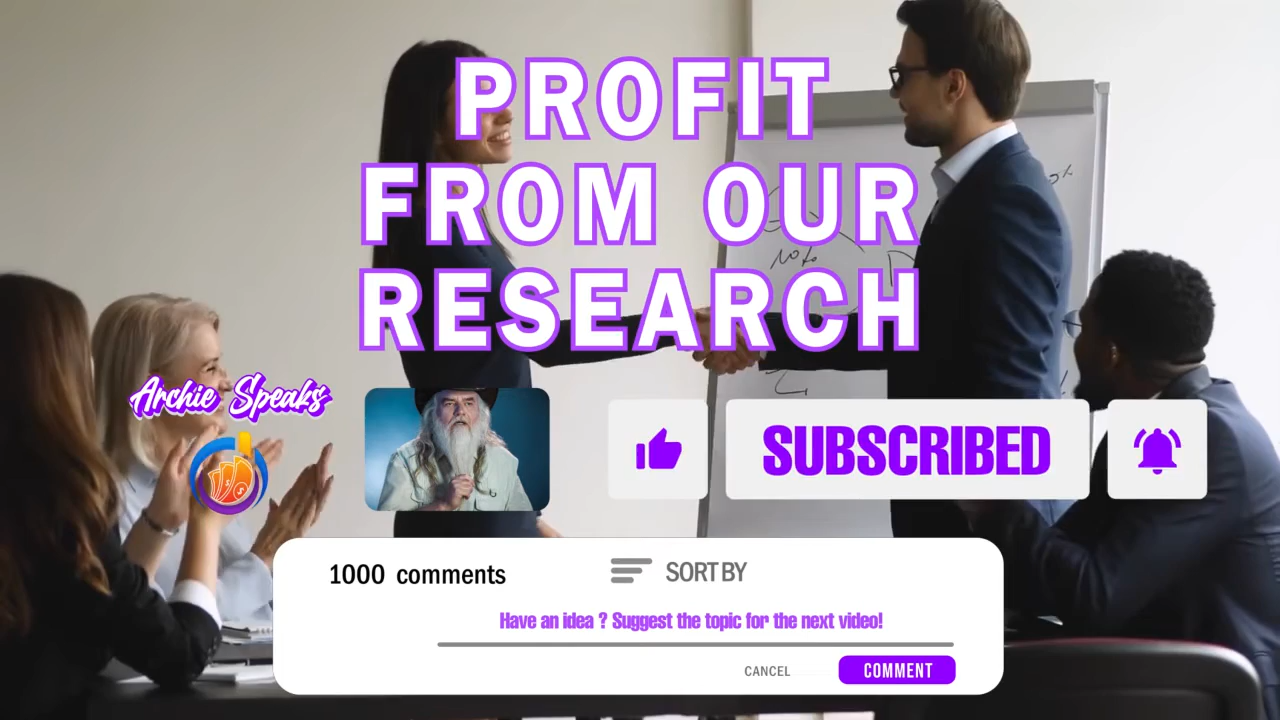 PROFIT
FROM OUR
RESEARCH
Archie Speaks
SUBSCRIBED
1000 comments
SORT BY
Have an idea ? Suggest the topic for the next video!
CANCEL
COMMENT